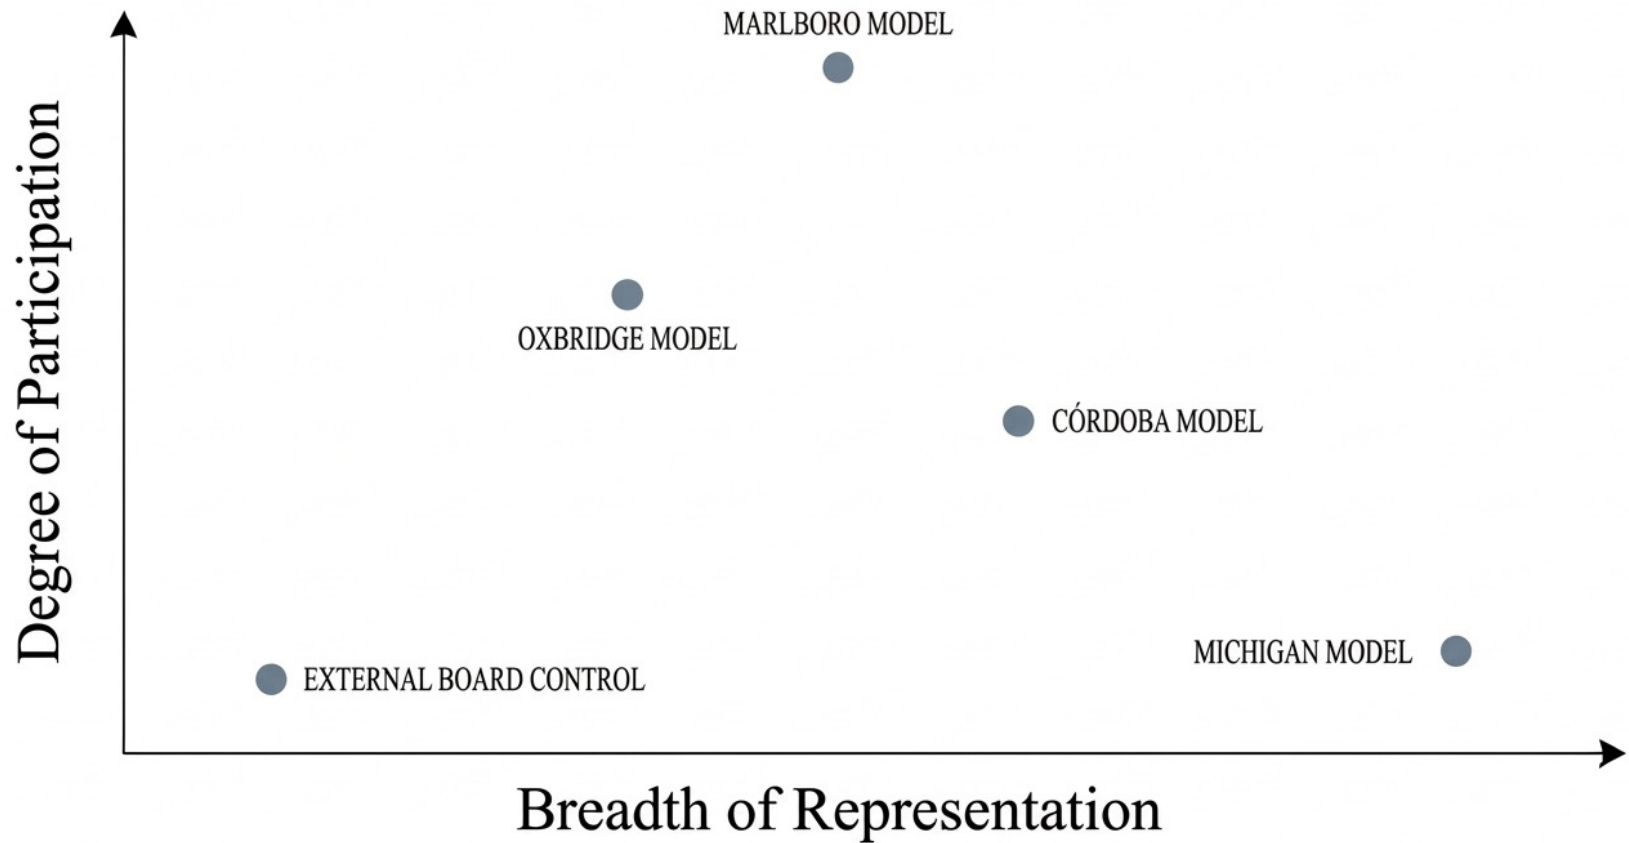 MARLBORO MODEL
Degree of Participation
OXBRIDGE MODEL
CÓRDOBA MODEL
MICHIGAN MODEL
EXTERNAL BOARD CONTROL
Breadth of Representation